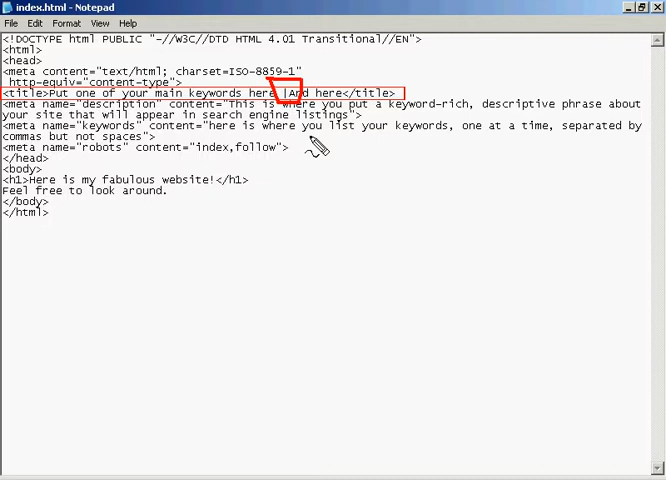 index.html - Notepad
File Edit Format View Help
<!DOCTYPE html PUBLIC "-//W3C//DTD HTML 4.01 Transitional//EN">
<html>
<head>
<meta content="text/html; charset=ISO-8859-1"
http-equiv="content-type">
<title>Put one of your main keywords here |And here</title>
<meta name="description" content="This is where you put a keyword-rich, descriptive phrase about
your site that will appear in search engine listings">
<meta name="keywords" content="here is where you list your keywords, one at a time, separated by
commas but not spaces">
<meta name="robots" content="index,follow">
</head>
<body>
<h1>Here is my fabulous website!</h1>
Feel free to look around.
</body>
</html>